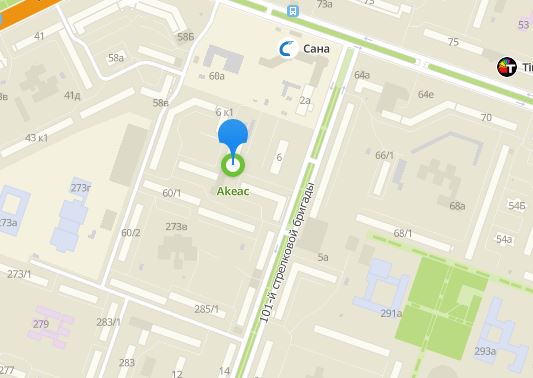 73а
53
41
58Б
75
58а
Сана
60а
64а
41д
58в
2а
64е
6 к1
70
43 к1
6
66/1
273г
60/1
Акеас
68а
54Б
273а
273в
101-й стрелковой бригады
60/2
68/1
54а
5а
273/1
285/1
291а
279
283/1
293а
283
12
14